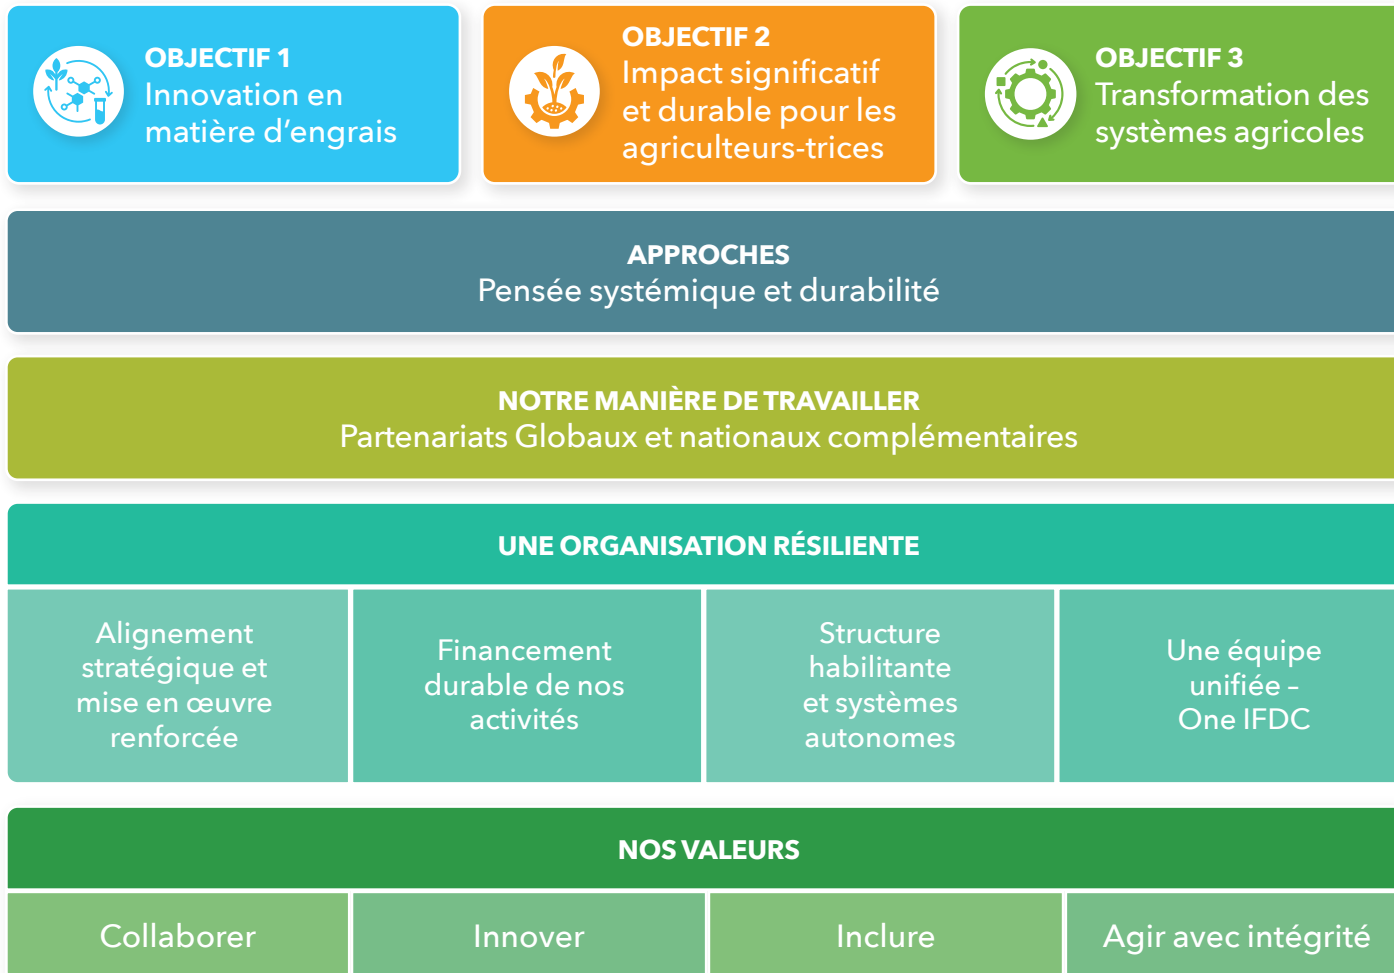 OBJECTIF 1
Innovation en
matière d'engrais
OBJECTIF 2
Impact significatif
et durable pour les
agriculteurs-trices
OBJECTIF 3
Transformation des
systèmes agricoles
APPROCHES
Pensée systémique et durabilité
NOTRE MANIÈRE DE TRAVAILLER
Partenariats Globaux et nationaux complémentaires
UNE ORGANISATION RÉSILIENTE
Alignement
stratégique et
mise en œuvre
renforcée
Financement
durable de nos
activités
Structure
habilitante
et systèmes
autonomes
Une équipe
unifiée –
One IFDC
NOS VALEURS
Collaborer
Innover
Inclure
Agir avec intégrité